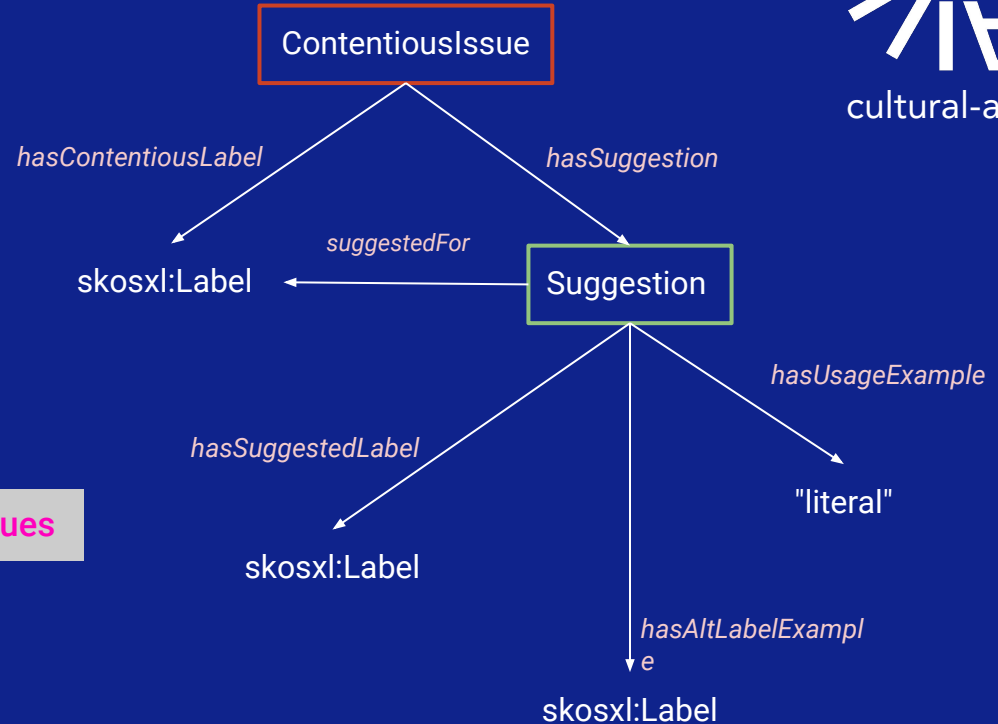 ContentiousIssue
cultural-a
hasContentiousLabel
hasSuggestion
suggestedFor
skosxl:Label
Suggestion
hasUsageExample
hasSuggestedLabel
"literal"
ues
skosxl:Label
hasAltLabelExampl
e
skosxl:Label